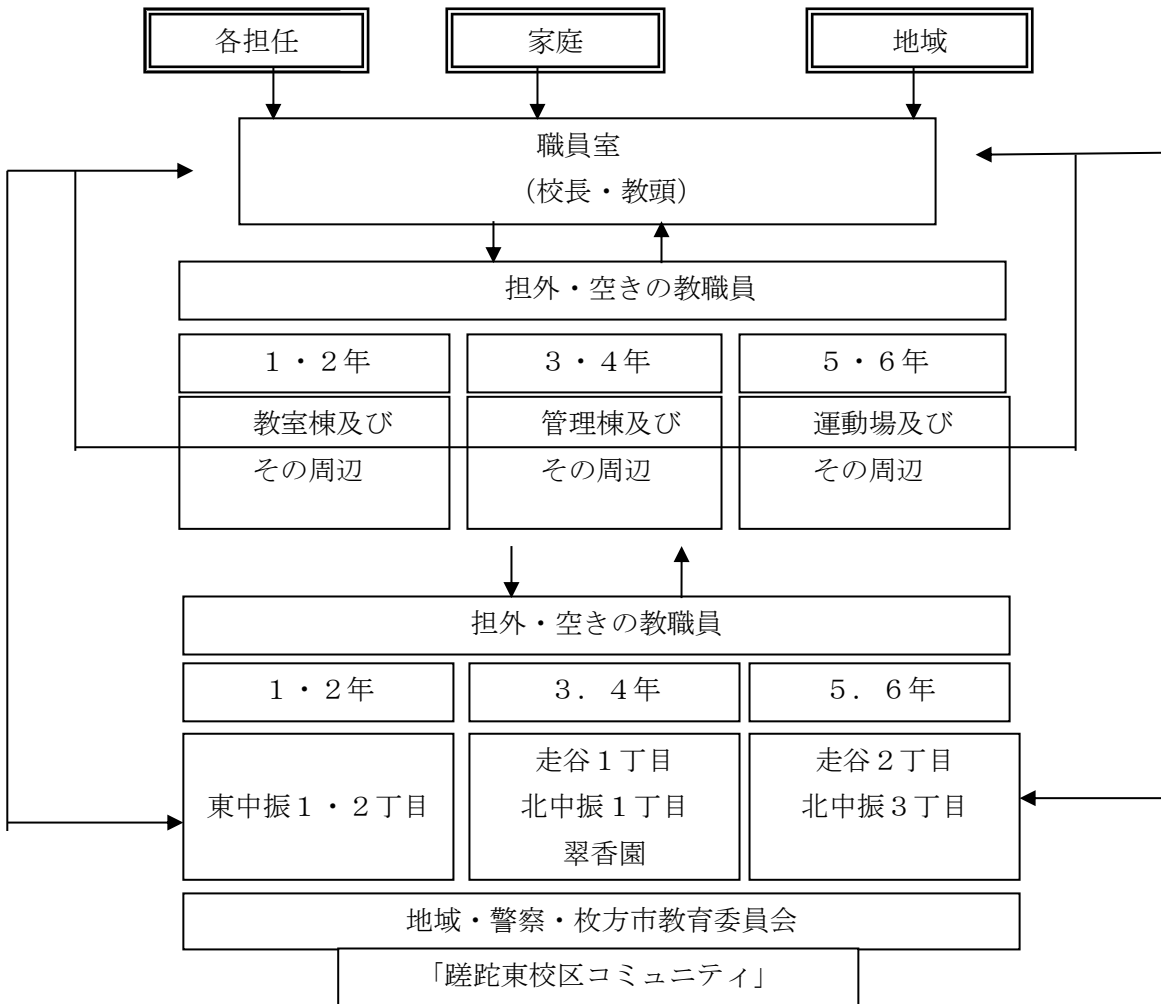 各担任
家庭
地域
職員室
（校長・教頭）
担外・空きの教職員
１・２年
３・４年
５・６年
教室棟及び
その周辺
管理棟及び
その周辺
運動場及び
その周辺
担外・空きの教職員
１・２年
３．４年
５．６年
東中振１・２丁目
走谷１丁目
北中振１丁目
翠香園
走谷２丁目
北中振３丁目
地域・警察・枚方市教育委員会
「蹉跎東校区コミュニティ」